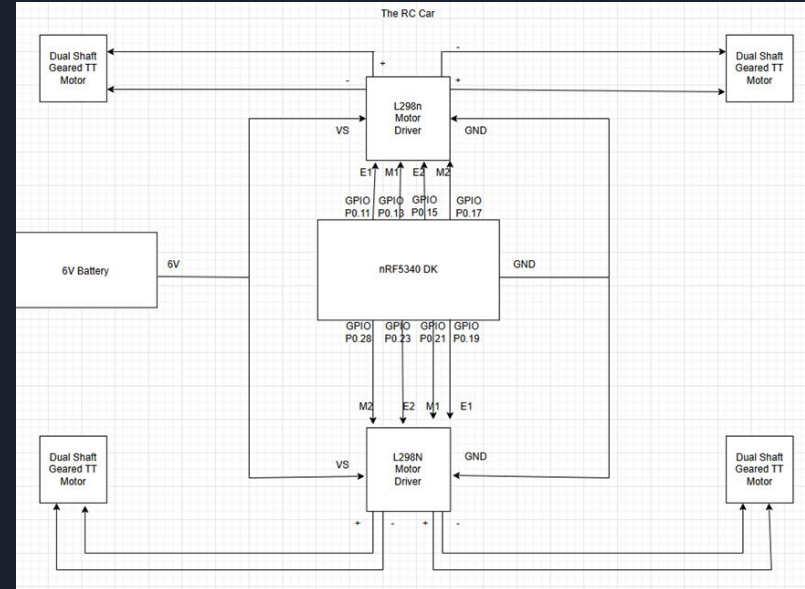 The RC Car
Dual Shaft
Geared TT
Motor
+
-
L298n
Motor
Driver
-
+
Dual Shaft
Geared TT
Motor
VS
GND
E1 M1 E2 M2
GPIO GPIO GPIO GPIO
P0.11 P0.13 P0.15 P0.17
6V Battery
6V
nRF5340 DK
GND
GPIO GPIO GPIO GPIO
P0.28 P0.23 P0.21 P0.19
M2 E2 M1 E1
Dual Shaft
Geared TT
Motor
VS
L298N
Motor
Driver
GND
Dual Shaft
Geared TT
Motor
+ - + -